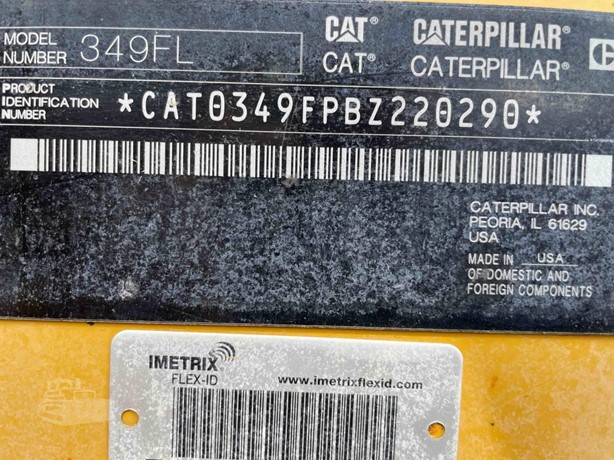 MODEL NUMBER 349FL
CAT® CATERPILLAR®
CAT® CATERPILLAR®
PRODUCT
IDENTIFICATION
NUMBER
*CAT0349FPBZ220290*
CATERPILLAR INC.
PEORIA, IL 61629
USA
MADE IN USA
OF DOMESTIC AND
FOREIGN COMPONENTS
IMETRIX
FLEX-ID
www.imetrixflexid.com